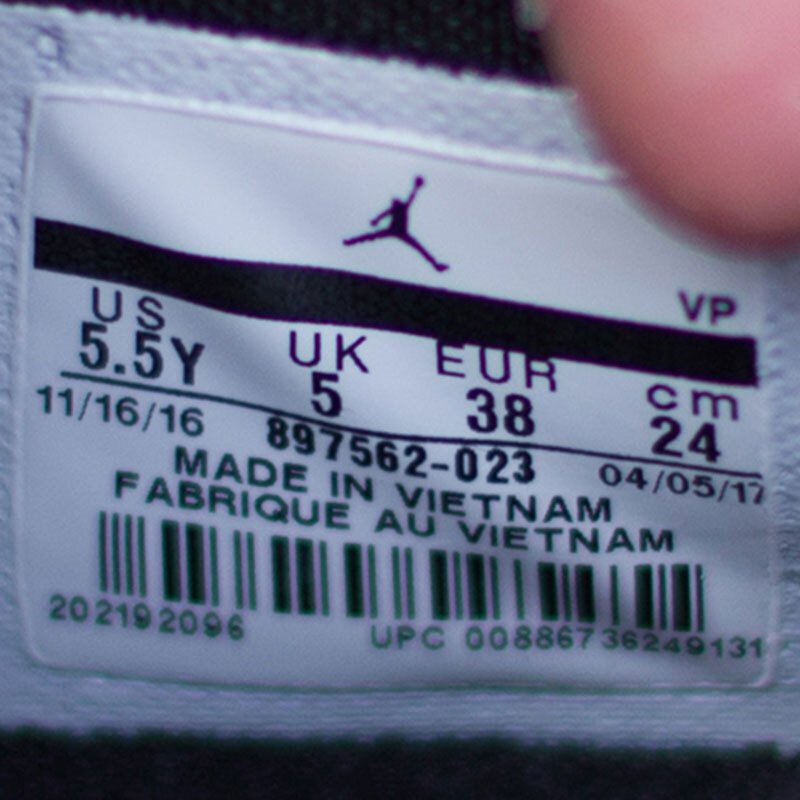 VP
US UK EUR cm
5.5Y 5 38 24
11/16/16 897562-023 04/05/17
MADE IN VIETNAM
FABRIQUE AU VIETNAM
202192096 UPC 00886736249131